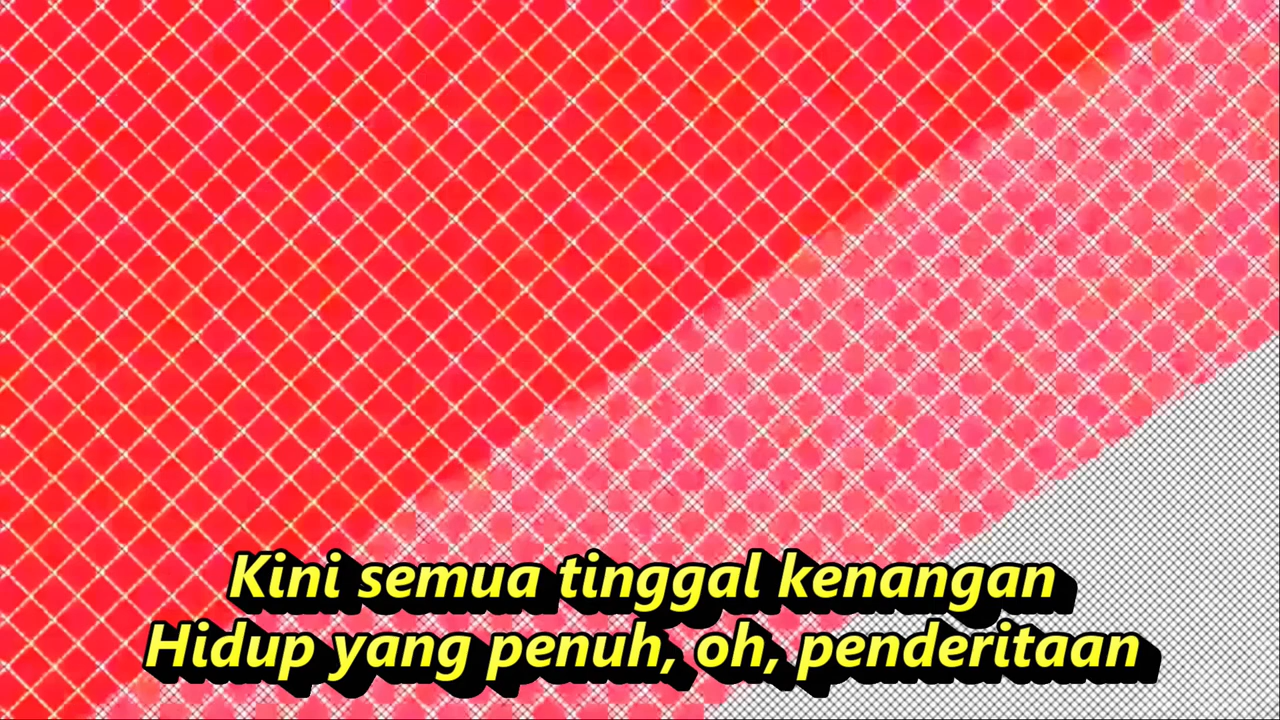 Kini semua tinggal kenangan
Hidup yang penuh, oh, penderitaan